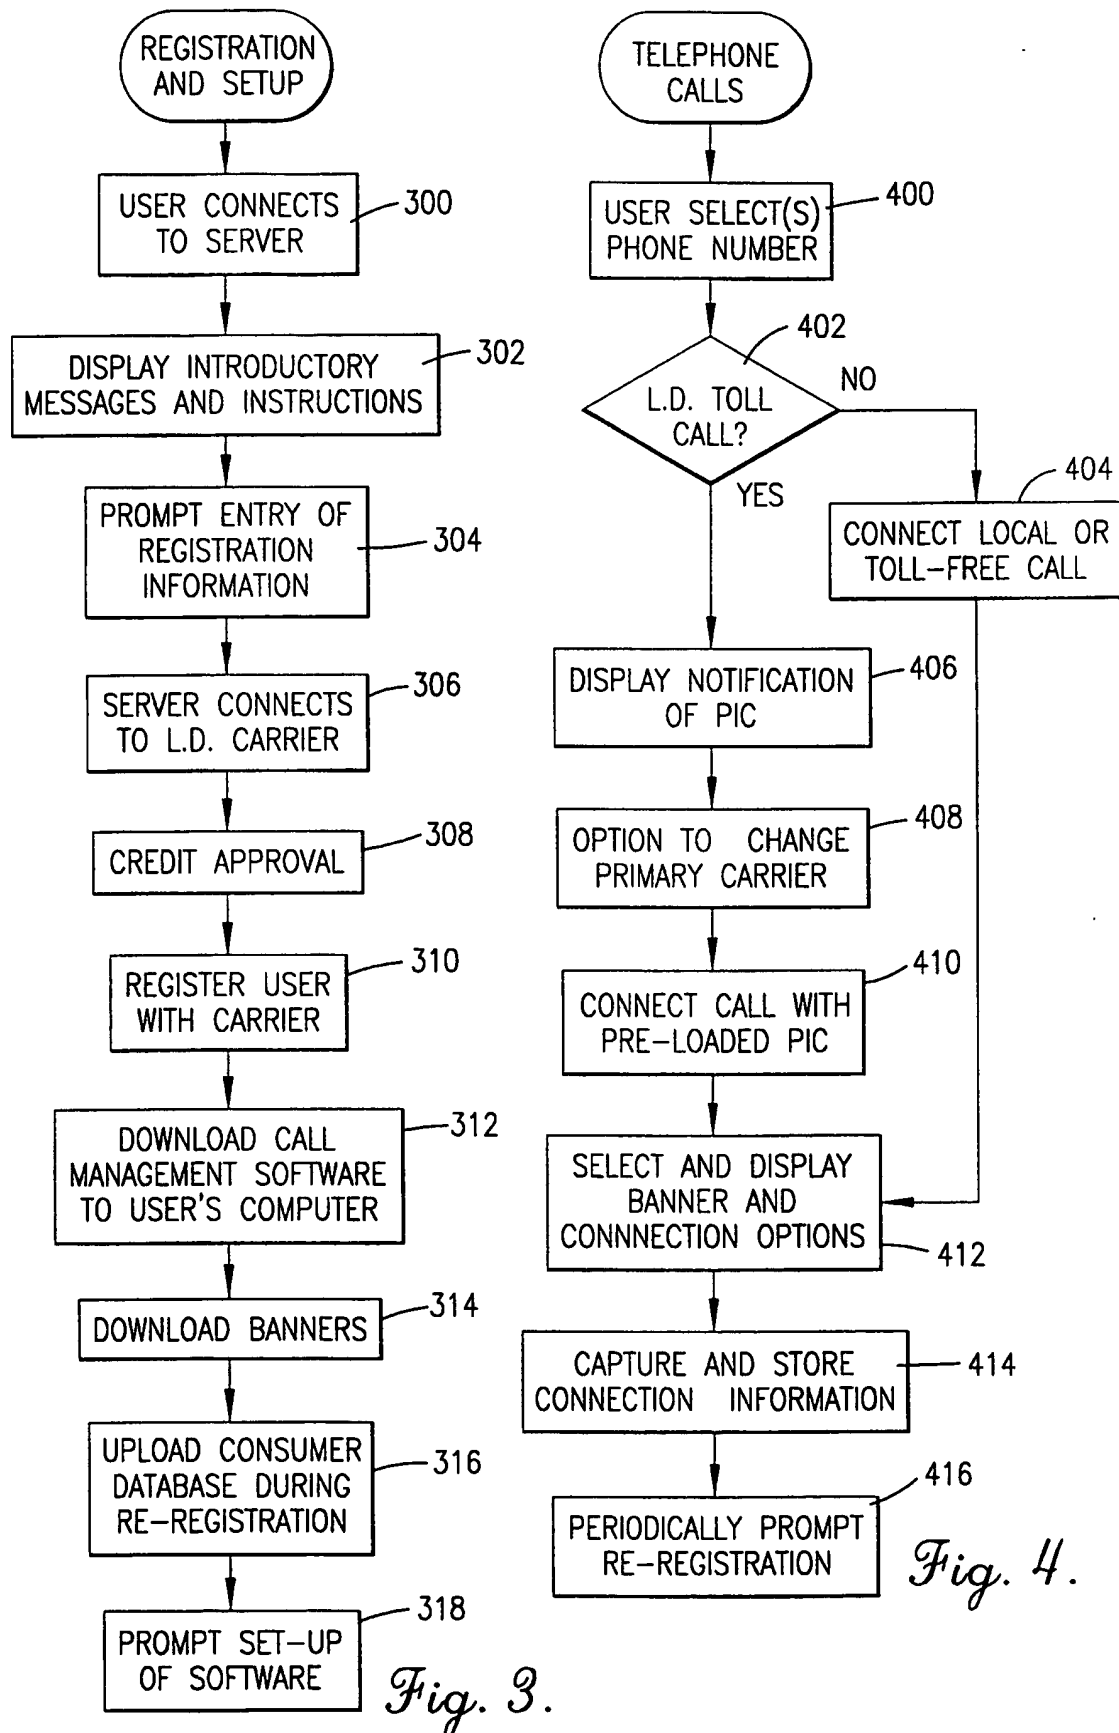 REGISTRATION
AND SETUP
USER CONNECTS
TO SERVER
300
DISPLAY INTRODUCTORY
MESSAGES AND INSTRUCTIONS
302
PROMPT ENTRY OF
REGISTRATION
INFORMATION
304
SERVER CONNECTS
TO L.D. CARRIER
306
CREDIT APPROVAL
308
REGISTER USER
WITH CARRIER
310
DOWNLOAD CALL
MANAGEMENT SOFTWARE
TO USER'S COMPUTER
312
DOWNLOAD BANNERS
314
UPLOAD CONSUMER
DATABASE DURING
RE-REGISTRATION
316
PROMPT SET-UP
OF SOFTWARE
318
Fig. 3.
TELEPHONE
CALLS
USER SELECT(S)
PHONE NUMBER
400
L.D. TOLL
CALL?
402
NO
YES
CONNECT LOCAL OR
TOLL-FREE CALL
404
DISPLAY NOTIFICATION
OF PIC
406
OPTION TO CHANGE
PRIMARY CARRIER
408
CONNECT CALL WITH
PRE-LOADED PIC
410
SELECT AND DISPLAY
BANNER AND
CONNNECTION OPTIONS
412
CAPTURE AND STORE
CONNECTION INFORMATION
414
PERIODICALLY PROMPT
RE-REGISTRATION
416
Fig. 4.